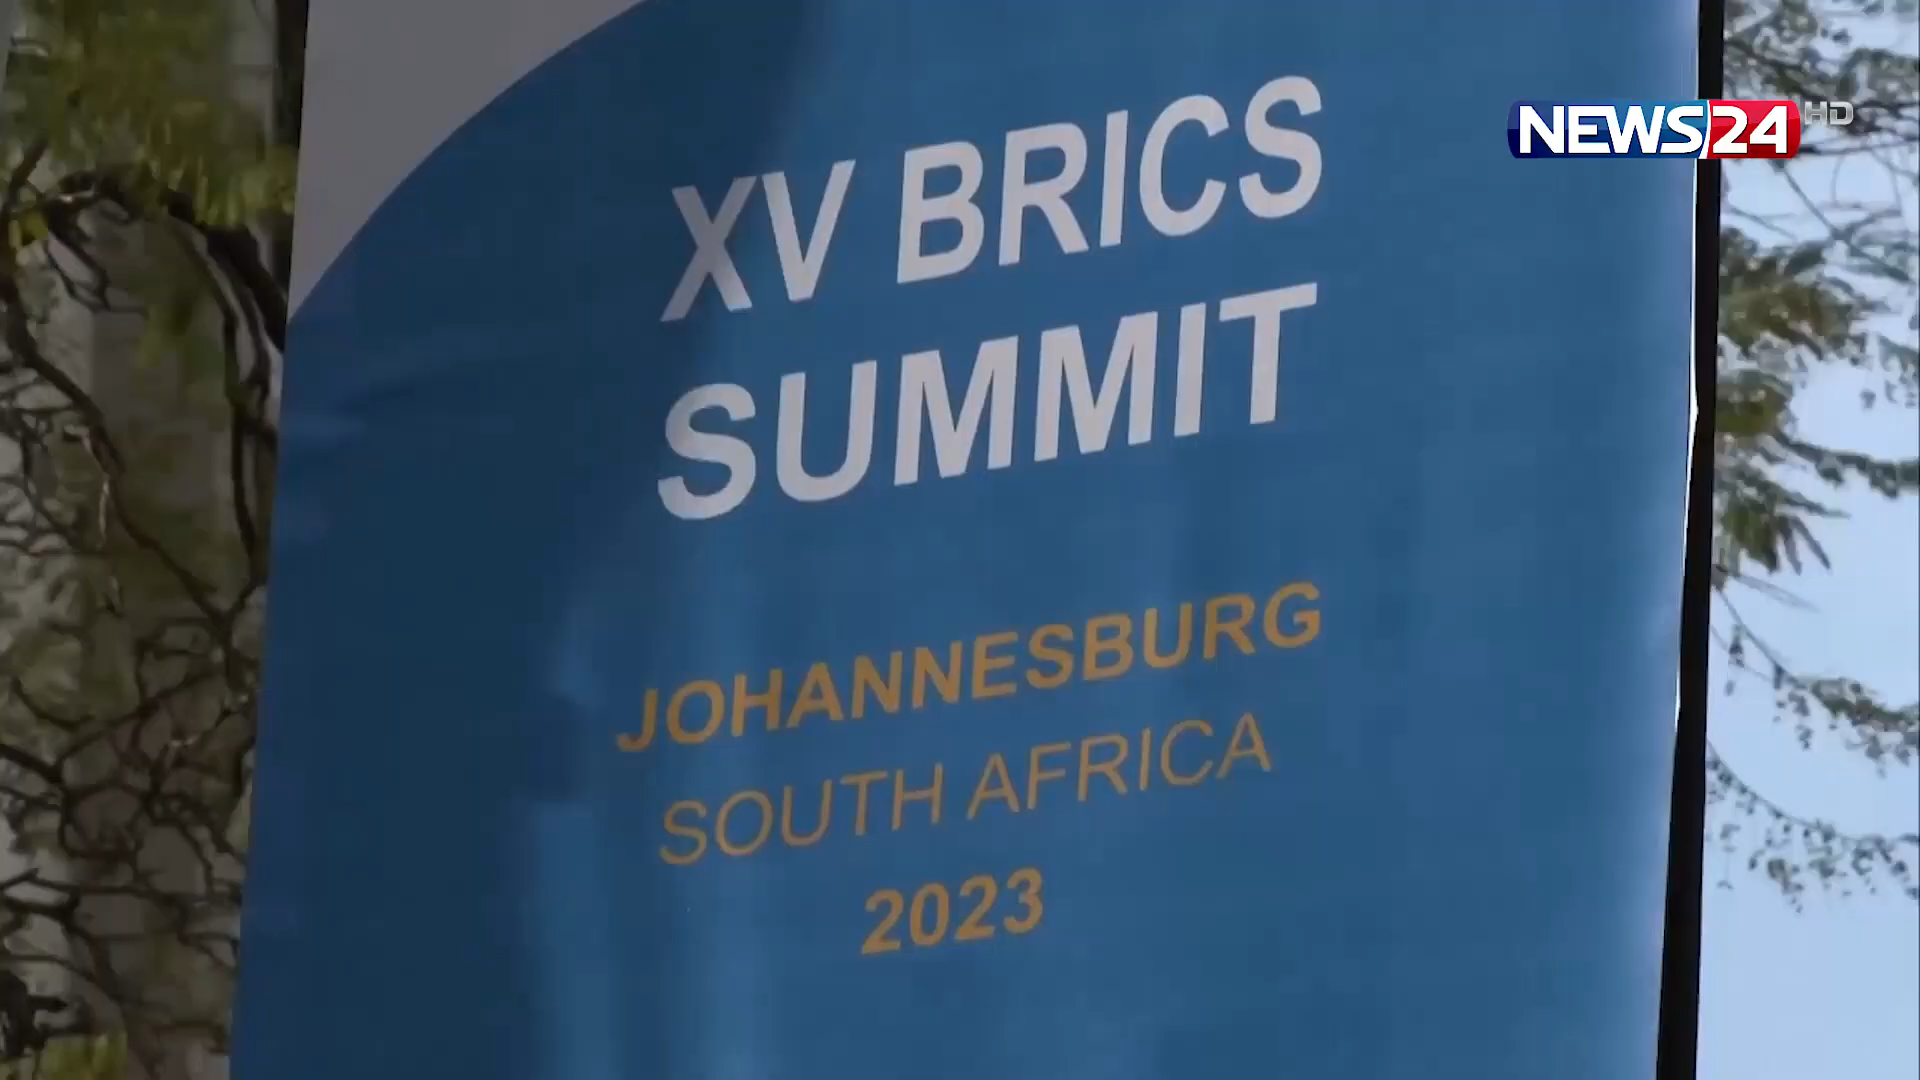 NEWS24 HD
XV BRICS
SUMMIT
JOHANNESBURG
SOUTH AFRICA
2023